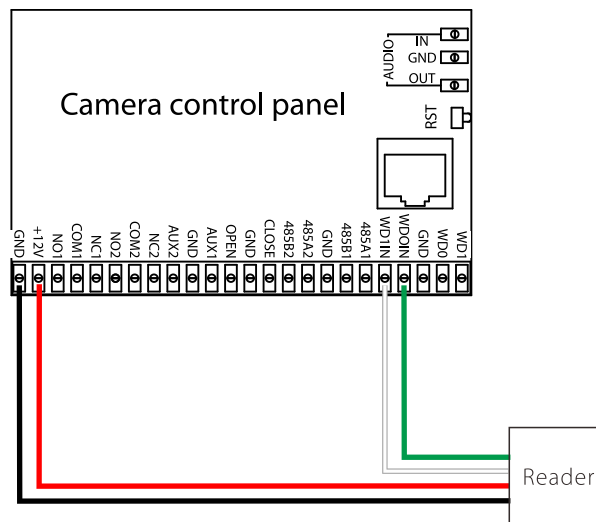 IN
AUDIO
GND
OUT
Camera control panel
RST
GND
+12V
NO1
COM1
NC1
NO2
COM2
NC2
AUX2
GND
AUX1
OPEN
GND
CLOSE
485B2
485A2
GND
485B1
485A1
WD1IN
WDOIN
GND
WD0
WD1
Reader